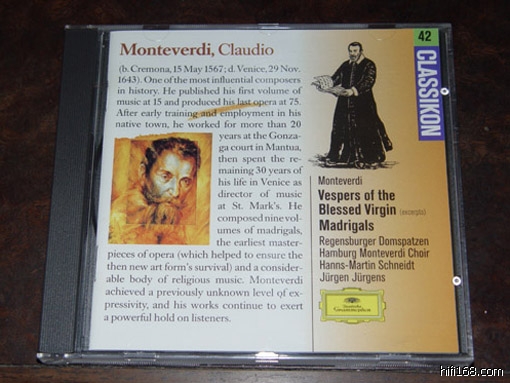 Monteverdi, Claudio
(b. Cremona, 15 May 1567; d. Venice, 29 Nov.
1643). One of the most influential composers
in history. He published his first volume
of music at 15 and produced his last opera at 75.
After early training and employment in his
native town, he worked for more than 20
years at the Gonza-
ga court in Mantua,
then spent the re-
maining 30 years of
his life in Venice as
director of music
at St. Mark's. He
composed nine vol-
umes of madrigals,
the earliest master-
pieces of opera (which helped to ensure the
then new art form's survival) and a consider-
able body of religious music. Monteverdi
achieved a previously unknown level of ex-
pressivity, and his works continue to exert
a powerful hold on listeners.
42
CLASSIKON
Monteverdi
Vespers of the
Blessed Virgin (excerpts)
Madrigals
Regensburger Domspatzen
Hamburg Monteverdi Choir
Hanns-Martin Schneidt
Jürgen Jürgens
Deutsche
Grammophon
hifi168.com